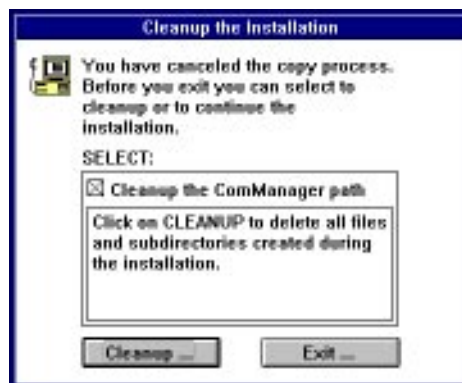 Cleanup the Installation
You have canceled the copy process.
Before you exit you can select to
cleanup or to continue the
installation.
SELECT:
Cleanup the ComManager path
Click on CLEANUP to delete all files
and subdirectories created during
the installation.
Cleanup ...
Exit ...